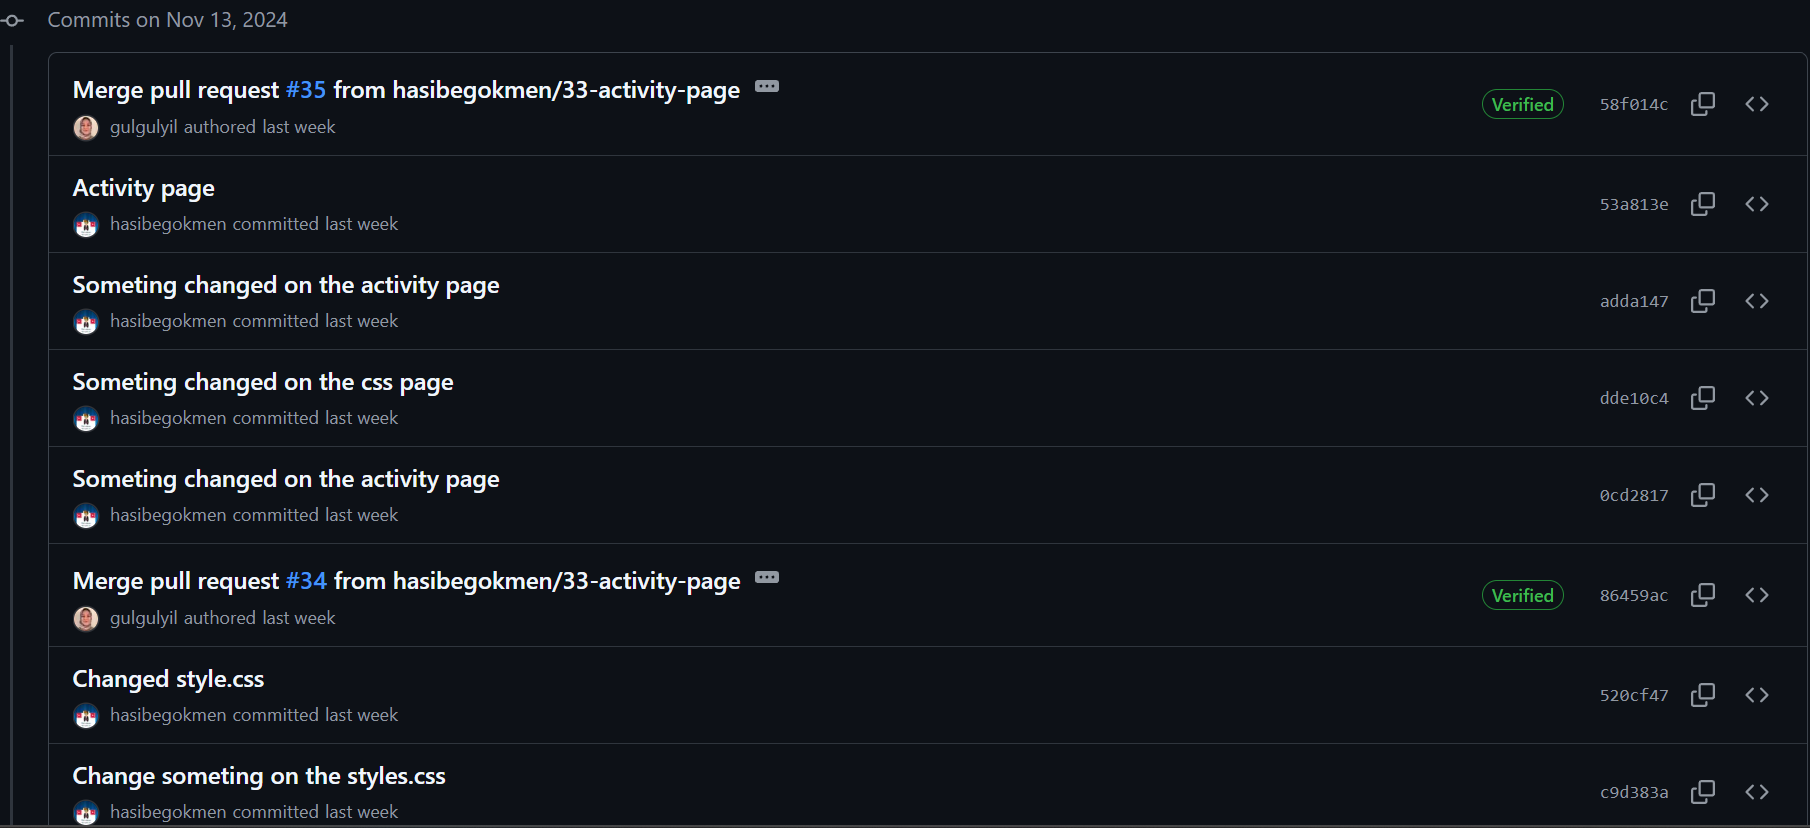 Commits on Nov 13, 2024
Merge pull request #35 from hasibegokmen/33-activity-page
gulgulyil authored last week
Verified
58f014c
Activity page
hasibegokmen committed last week
53a813e
Someting changed on the activity page
hasibegokmen committed last week
adda147
Someting changed on the css page
hasibegokmen committed last week
dde10c4
Someting changed on the activity page
hasibegokmen committed last week
0cd2817
Merge pull request #34 from hasibegokmen/33-activity-page
gulgulyil authored last week
Verified
86459ac
Changed style.css
hasibegokmen committed last week
520cf47
Change someting on the styles.css
hasibegokmen committed last week
c9d383a